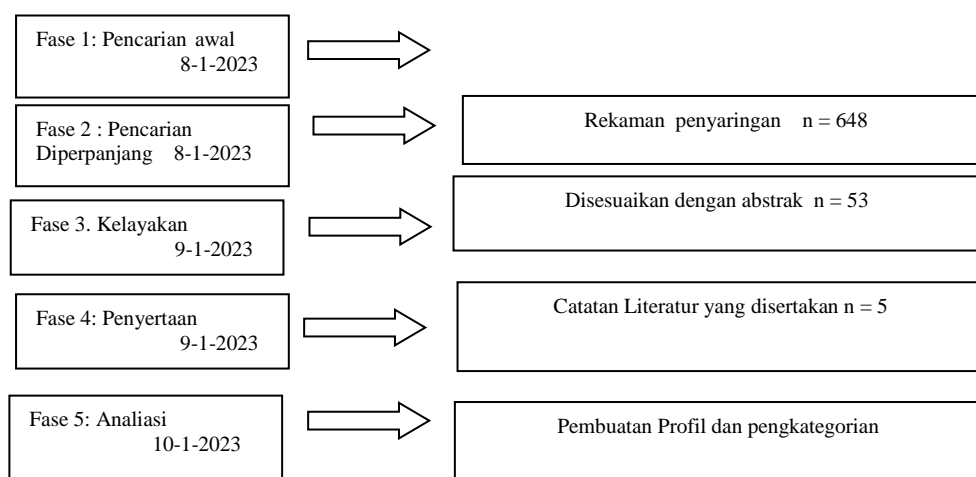 Fase 1: Pencarian awal
8-1-2023
Fase 2 : Pencarian
Diperpanjang 8-1-2023
Rekaman penyaringan n = 648
Fase 3. Kelayakan
9-1-2023
Disesuaikan dengan abstrak n = 53
Fase 4: Penyertaan
9-1-2023
Catatan Literatur yang disertakan n = 5
Fase 5: Analiasi
10-1-2023
Pembuatan Profil dan pengkategorian